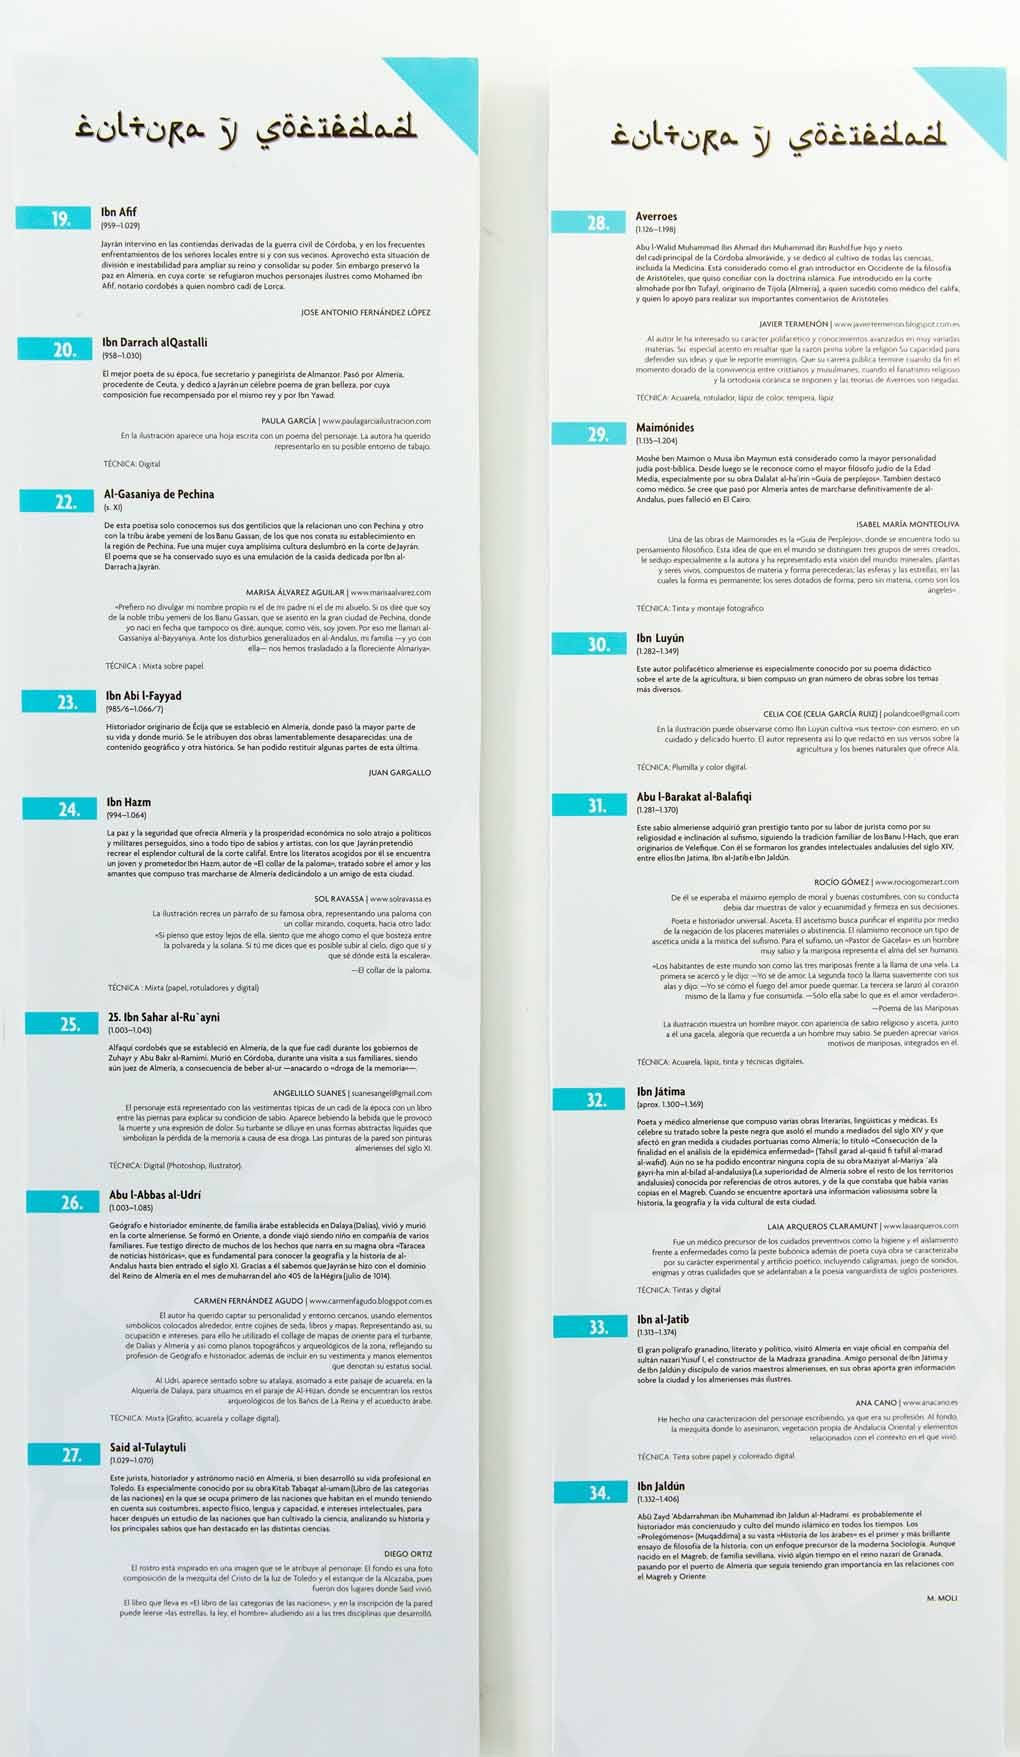 cultura y sociedad
19.
Ibn Afif
(959–1.029)
Jayrán intervino en las contiendas derivadas de la guerra civil de Córdoba, y en los frecuentes
enfrentamientos de los señores locales entre si y con sus vecinos. Aprovechó esta situación de
división e inestabilidad para ampliar su reino y consolidar su poder. Sin embargo preservó la
paz en Almería, en cuya corte se refugiaron muchos personajes ilustres como Mohamed ibn
Afif, notario cordobés a quien nombró cadí de Lorca.
JOSE ANTONIO FERNÁNDEZ LÓPEZ
20.
Ibn Darrach alQastalli
(958–1.030)
El mejor poeta de su época, fue secretario y panegirista de Almanzor. Pasó por Almería,
procedente de Ceuta, y dedicó a Jayrán un célebre poema de gran belleza, por cuya
composición fue recompensado por el mismo rey y por Ibn Yawad.
PAULA GARCÍA | www.paulagarciailustracion.com
En la ilustración aparece una hoja escrita con un poema del personaje. La autora ha querido
representarlo en su posible entorno de tabajo.
TÉCNICA: Digital
22.
Al-Gasaniya de Pechina
(s. XI)
De esta poetisa solo conocemos sus dos gentilicios que la relacionan uno con Pechina y otro
con la tribu árabe yemení de los Banu Gassan, de los que nos consta su establecimiento en
la región de Pechina. Fue una mujer cuya amplísima cultura deslumbró en la corte de Jayrán.
El poema que se ha conservado suyo es una emulación de la casida dedicada por Ibn al-
Darrach a Jayrán.
MARISA ÁLVAREZ AGUILAR | www.marisaalvarez.com
«Prefiero no divulgar mi nombre propio ni el de mi padre ni el de mi abuelo. Si os diré que soy
de la noble tribu yemení de los Banu Gassan, que se asentó en la gran ciudad de Pechina, donde
yo nací en fecha que tampoco os diré, aunque, como véis, soy joven. Por eso me llaman al-
Gassaniya al-Bayyaniya. Ante los disturbios generalizados en al-Andalus, mi familia —y yo con
ella— nos hemos trasladado a la floreciente Almariya».
TÉCNICA : Mixta sobre papel
23.
Ibn Abi l-Fayyad
(985/6–1.066/7)
Historiador originario de Écija que se estableció en Almería, donde pasó la mayor parte de
su vida y donde murió. Se le atribuyen dos obras lamentablemente desaparecidas: una de
contenido geográfico y otra histórica. Se han podido restituir algunas partes de esta última.
JUAN GARGALLO
24.
Ibn Hazm
(994–1.064)
La paz y la seguridad que ofrecía Almería y la prosperidad económica no solo atrajo a políticos
y militares perseguidos, sino a todo tipo de sabios y artistas, con los que Jayrán pretendió
recrear el esplendor cultural de la corte califal. Entre los literatos acogidos por él se encuentra
un joven y prometedor Ibn Hazm, autor de «El collar de la paloma», tratado sobre el amor y los
amantes que compuso tras marcharse de Almería dedicándolo a un amigo de esta ciudad.
SOL RAVASSA | www.solravassa.es
La ilustración recrea un párrafo de su famosa obra, representando una paloma con
un collar mirando, coqueta, hacia otro lado:
«Si pienso que estoy lejos de ella, siento que me ahogo como el que bosteza entre
la polvareda y la solana. Si tú me dices que es posible subir al cielo, digo que sí y
que sé dónde está la escalera».
—El collar de la paloma.
TÉCNICA : Mixta (papel, rotuladores y digital)
25.
25. Ibn Sahar al-Ru`ayni
(1.003–1.043)
Alfaquí cordobés que se estableció en Almería, de la que fue cadí durante los gobiernos de
Zuhayr y Abu Bakr al-Ramimi. Murió en Córdoba, durante una visita a sus familiares, siendo
aún juez de Almería, a consecuencia de beber al-ur —anacardo o «droga de la memoria»—.
ANGELILLO SUANES | suanesangel@gmail.com
El personaje está representado con las vestimentas típicas de un cadí de la época con un libro
entre las piernas para explicar su condición de sabio. Aparece bebiendo la bebida que le provocó
la muerte y una expresión de dolor. Su turbante se diluye en unas formas abstractas líquidas que
simbolizan la pérdida de la memoria a causa de esa droga. Las pinturas de la pared son pinturas
almerienses del siglo XI.
TÉCNICA: Digital (Photoshop, ilustrator).
26.
Abu l-Abbas al-Udrí
(1.003–1.085)
Geógrafo e historiador eminente, de familia árabe establecida en Dalaya (Dalías), vivió y murió
en la corte almeriense. Se formó en Oriente, a donde viajó siendo niño en compañía de varios
familiares. Fue testigo directo de muchos de los hechos que narra en su magna obra «Taracea
de noticias históricas», que es fundamental para conocer la geografía y la historia de al-
Andalus hasta bien entrado el siglo XI. Gracias a él sabemos que Jayrán se hizo con el dominio
del Reino de Almería en el mes de muharran del año 405 de la Hégira (julio de 1014).
CARMEN FERNÁNDEZ AGUDO | www.carmenfagudo.blogspot.com.es
El autor ha querido captar su personalidad y entorno cercanos, usando elementos
simbólicos colocados alrededor, entre cojines de seda, libros y mapas. Representando así, su
ocupación e intereses, para ello he utilizado el collage de mapas de oriente para el turbante,
de Dalías y Almería y así como planos topográficos y arqueológicos de la zona, reflejando su
profesión de Geógrafo e historiador, además de incluir en su vestimenta y manos elementos
que denotan su estatus social.
Al Udrí, aparece sentado sobre su atalaya, asomado a este paisaje de acuarela, en la
Alquería de Dalaya, para situarnos en el paraje de Al-Hizan, donde se encuentran los restos
arqueológicos de los Baños de La Reina y el acueducto árabe.
TÉCNICA: Mixta (Grafito, acuarela y collage digital).
27.
Said al-Tulaytuli
(1.029–1.070)
Este jurista, historiador y astrónomo nació en Almería, si bien desarrolló su vida profesional en
Toledo. Es especialmente conocido por su obra Kitab Tabaqat al-umam (Libro de las categorías
de las naciones) en la que se ocupa primero de las naciones que habitan en el mundo teniendo
en cuenta sus costumbres, aspecto físico, lengua y capacidad, e intereses intelectuales, para
hacer después un estudio de las naciones que han cultivado la ciencia, analizando su historia y
los principales sabios que han destacado en las distintas ciencias.
DIEGO ORTIZ
El rostro está inspirado en una imagen que se le atribuye al personaje. El fondo es una foto
composición de la mezquita del Cristo de la luz de Toledo y el estanque de la Alcazaba, pues
fueron dos lugares donde Said vivió.
El libro que lleva es «El libro de las categorías de las naciones», y en la inscripción de la pared
puede leerse «las estrellas, la ley, el hombre» aludiendo así a las tres disciplinas que desarrolló.
cultura y sociedad
28.
Averroes
(1.126–1.198)
Abu l-Walid Muhammad Ibn Ahmad ibn Muhammad ibn Rushd fue hijo y nieto
del cadí principal de la Córdoba almorávide, y se dedicó al cultivo de todas las ciencias,
incluida la Medicina. Está considerado como el gran introductor en Occidente de la filosofía
de Aristóteles, que quiso conciliar con la doctrina islámica. Fue introducido en la corte
almohade por Ibn Tufayl, originario de Tíjola (Almería), a quien sucedió como médico del califa,
y quien lo apoyó para realizar sus importantes comentarios de Aristóteles.
JAVIER TERMENÓN | www.javiertermenon.blogspot.com.es
Al autor le ha interesado su carácter polifacético y conocimientos avanzados en muy variadas
materias. Su especial acento en resaltar que la razón prima sobre la religión Su capacidad para
defender sus ideas y que le reporte enemigos. Que su carrera pública termine cuando da fin el
momento dorado de la convivencia entre cristianos y musulmanes, cuando el fanatismo religioso
y la ortodoxia coránica se imponen y las teorías de Averroes son negadas.
TÉCNICA: Acuarela, rotulador, lápiz de color, tempera, lápiz
29.
Maimónides
(1.135–1.204)
Moshé ben Maimón o Musa ibn Maymun está considerado como la mayor personalidad
judía post-bíblica. Desde luego se le reconoce como el mayor filósofo judío de la Edad
Media, especialmente por su obra Dalalat al-ha'irin «Guía de perplejos». Tambien destacó
como médico. Se cree que pasó por Almería antes de marcharse definitivamente de al-
Andalus, pues falleció en El Cairo.
ISABEL MARÍA MONTEOLIVA
Una de las obras de Maimonides es la «Guía de Perplejos», donde se encuentra todo su
pensamiento filosófico. Esta idea de que en el mundo se distinguen tres grupos de seres creados,
le sedujo especialmente a la autora y ha representado esta visión del mundo: minerales, plantas
y seres vivos, compuestos de materia y forma perecederas; las esferas y las estrellas, en las
cuales la forma es permanente; los seres dotados de forma, pero sin materia, como son los
ángeles».
TÉCNICA: Tinta y montaje fotográfico
30.
Ibn Luyún
(1.282–1.349)
Este autor polifacético almeriense es especialmente conocido por su poema didáctico
sobre el arte de la agricultura, si bien compuso un gran número de obras sobre los temas
más diversos.
CELIA COE (CELIA GARCÍA RUIZ) | polandcoe@gmail.com
En la ilustración puede observarse cómo Ibn Luyún cultiva «sus textos» con esmero, en un
cuidado y delicado huerto. El autor representa así lo que redactó en sus versos sobre la
agricultura y los bienes naturales que ofrece Alá.
TÉCNICA: Plumilla y color digital.
31.
Abu l-Barakat al-Balafiqi
(1.281–1.370)
Este sabio almeriense adquirió gran prestigio tanto por su labor de jurista como por su
religiosidad e inclinación al sufismo, siguiendo la tradición familiar de los Banu l-Hach, que eran
originarios de Velefique. Con él se formaron los grandes intelectuales andalusíes del siglo XIV,
entre ellos Ibn Jatima, Ibn al-Jatib e Ibn Jaldún.
ROCÍO GÓMEZ | www.rociogomezart.com
De él se esperaba el máximo ejemplo de moral y buenas costumbres, con su conducta
debía dar muestras de valor y ecuanimidad y firmeza en sus decisiones.
Poeta e historiador universal. Asceta. El ascetismo busca purificar el espíritu por medio
de la negación de los placeres materiales o abstinencia. El islamismo reconoce un tipo de
ascética unida a la mística del sufismo. Para el sufismo, un «Pastor de Gacelas» es un hombre
muy sabio y la mariposa representa el alma del ser humano.
«Los habitantes de este mundo son como las tres mariposas frente a la llama de una vela. La
primera se acercó y le dijo: —Yo sé de amor. La segunda tocó la llama suavemente con sus
alas y dijo: —Yo sé cómo el fuego del amor puede quemar. La tercera se lanzó al corazón
mismo de la llama y fue consumida. —Sólo ella sabe lo que es el amor verdadero».
—Poema de las Mariposas
La ilustración muestra un hombre mayor, con apariencia de sabio religioso y asceta, junto
a él una gacela, alegoría que recuerda a un hombre muy sabio. Se pueden apreciar varios
motivos de mariposas, integrados en él.
TÉCNICA: Acuarela, lápiz, tinta y técnicas digitales.
32.
Ibn Játima
(aprox. 1.300–1.369)
Poeta y médico almeriense que compuso varias obras literarias, lingüísticas y médicas. Es
célebre su tratado sobre la peste negra que asoló el mundo a mediados del siglo XIV y que
afectó en gran medida a ciudades portuarias como Almería; lo tituló «Consecución de la
finalidad en el análisis de la epidémica enfermedad» (Tahsil garad al-qasid fi tafsil al-marad
al-wafid). Aún no se ha podido encontrar ninguna copia de su obra Maziyat al-Mariya `alà
gayri-ha min al-bilad al-andalusiya (La superioridad de Almería sobre el resto de los territorios
andalusíes) conocida por referencias de otros autores, y de la que constaba que había varias
copias en el Magreb. Cuando se encuentre aportará una información valiosísima sobre la
historia, la geografía y la vida cultural de esta ciudad.
LAIA ARQUEROS CLARAMUNT | www.laiaarqueros.com
Fue un médico precursor de los cuidados preventivos como la higiene y el aislamiento
frente a enfermedades como la peste bubónica además de poeta cuya obra se caracterizaba
por su carácter experimental y artificio poético, incluyendo caligramas, juego de sonidos,
enigmas y otras cualidades que se adelantaban a la poesía vanguardista de siglos posteriores.
TÉCNICA: Tintas y digital
33.
Ibn al-Jatib
(1.313–1.374)
El gran polígrafo granadino, literato y político, visitó Almería en viaje oficial en compañía del
sultán nazarí Yusuf I, el constructor de la Madraza granadina. Amigo personal de Ibn Játima y
de Ibn Jaldún y discípulo de varios maestros almerienses, en sus obras aporta gran información
sobre la ciudad y los almerienses más ilustres.
ANA CANO | www.anacano.es
He hecho una caracterización del personaje escribiendo, ya que era su profesión. Al fondo,
la mezquita donde lo asesinaron, vegetación propia de Andalucía Oriental y elementos
relacionados con el contexto en el que vivió.
TÉCNICA: Tinta sobre papel y coloreado digital
34.
Ibn Jaldún
(1.332–1.406)
Abū Zayd 'Abdarrahman ibn Muhammad ibn Jaldun al-Hadrami es probablemente el
historiador más concienzudo y culto del mundo islámico en todos los tiempos. Los
«Prolegómenos» (Muqaddima) a su vasta «Historia de los árabes» es el primer y más brillante
ensayo de filosofía de la historia, con un enfoque precursor de la moderna Sociología. Aunque
nacido en el Magreb, de familia sevillana, vivió algún tiempo en el reino nazarí de Granada,
pasando por el puerto de Almería que seguía teniendo gran importancia en las relaciones con
el Magreb y Oriente
M. MOLI